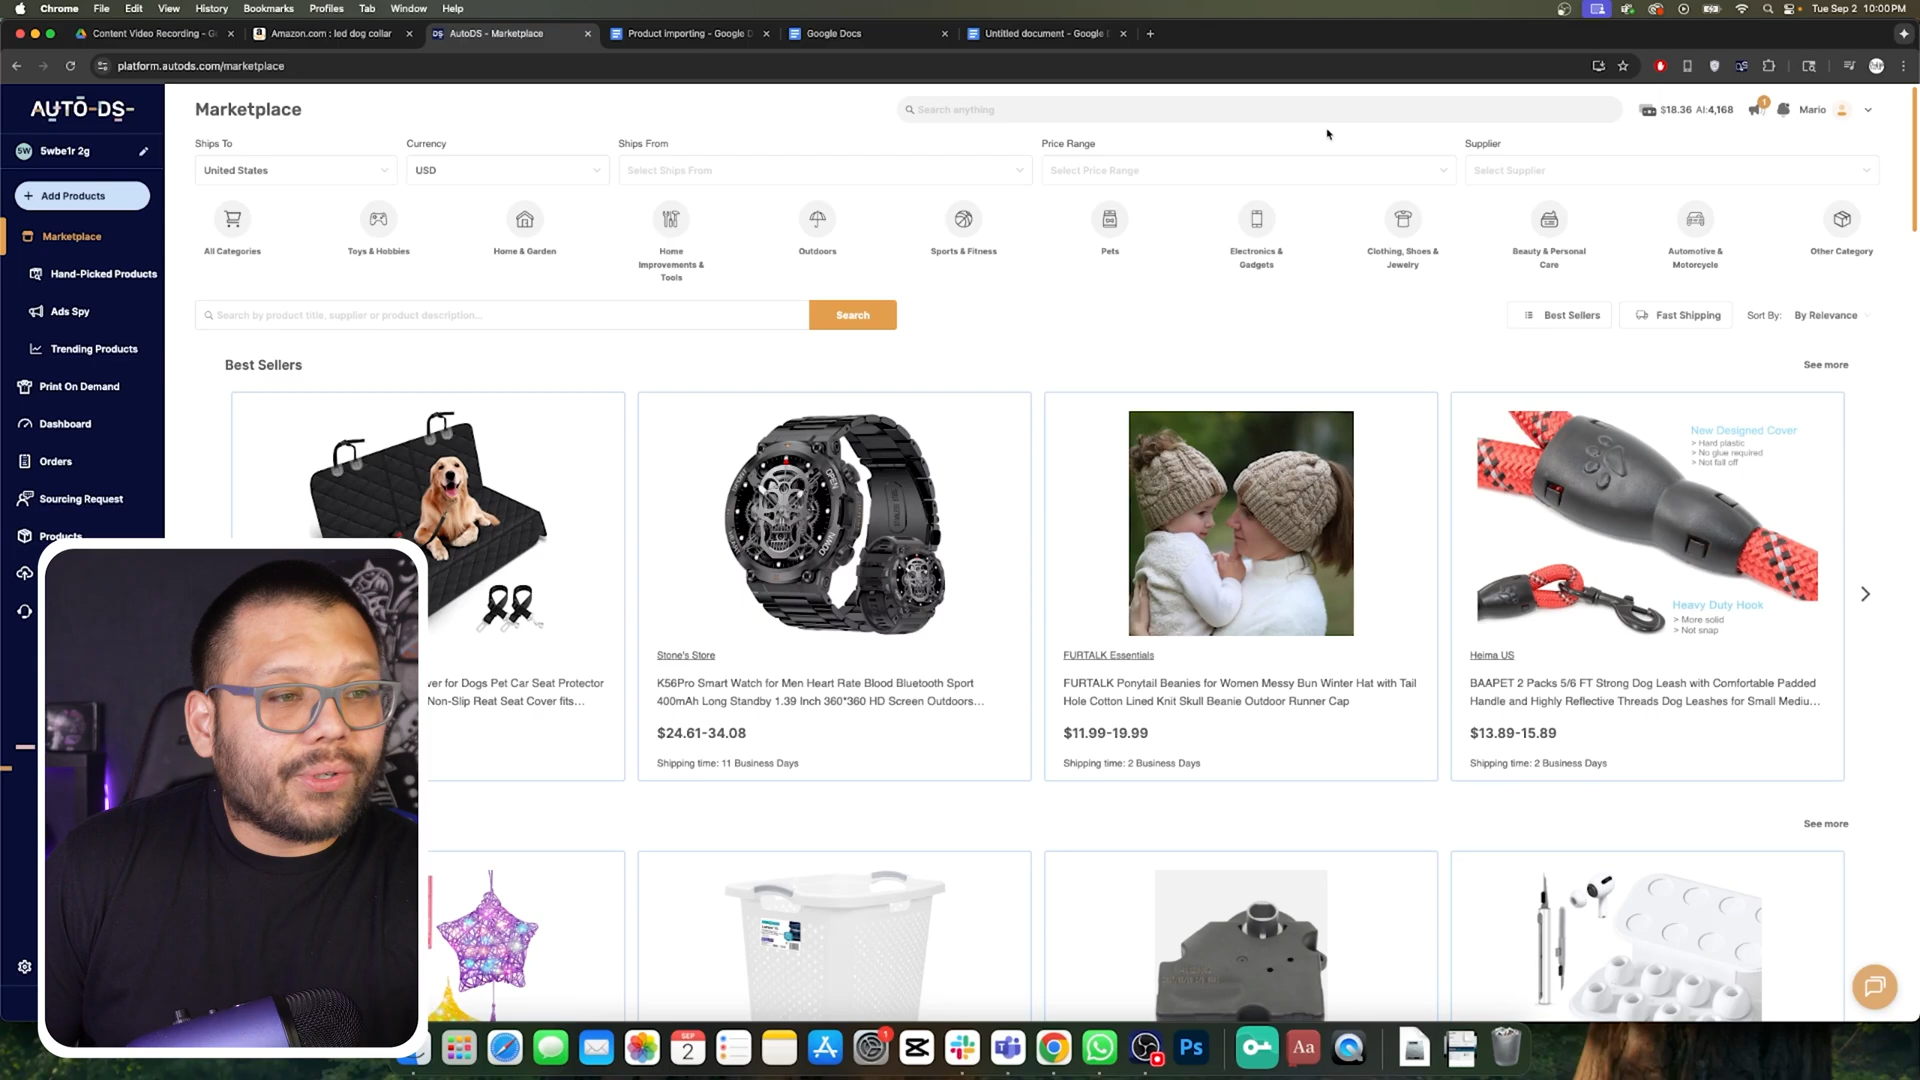 Chrome File Edit View History Bookmarks Profiles Tab Window Help Tue Sep 2 10:00PM
Content Video Recording - G Amazon.com : led dog collar AutoDS - Marketplace Product importing - Google D Google Docs Untitled document - Google
platform.autods.com/marketplace
AUTO-DS-
5W 5wbe1r 2g
+ Add Products
Marketplace
Hand-Picked Products
Ads Spy
Trending Products
Print On Demand
Dashboard
Orders
Sourcing Request
Products
Marketplace
Search anything
$18.36 AI:4,168
1
Mario
Ships To
Currency
Ships From
Price Range
Supplier
United States
USD
Select Ships From
Select Price Range
Select Supplier
All Categories
Toys & Hobbies
Home & Garden
Home
Improvements &
Tools
Outdoors
Sports & Fitness
Pets
Electronics &
Gadgets
Clothing, Shoes &
Jewelry
Beauty & Personal
Care
Automotive &
Motorcycle
Other Category
Search by product title, supplier or product description...
Search
Best Sellers
Fast Shipping
Sort By: By Relevance
Best Sellers
See more
ver for Dogs Pet Car Seat Protector
Non-Slip Reat Seat Cover fits...
OPEN
DOWN
HEART
Stone's Store
K56Pro Smart Watch for Men Heart Rate Blood Bluetooth Sport
400mAh Long Standby 1.39 Inch 360*360 HD Screen Outdoors...
$24.61-34.08
Shipping time: 11 Business Days
FURTALK Essentials
FURTALK Ponytail Beanies for Women Messy Bun Winter Hat with Tail
Hole Cotton Lined Knit Skull Beanie Outdoor Runner Cap
$11.99-19.99
Shipping time: 2 Business Days
New Designed Cover
> Hard plastic
> No glue required
> Not fall off
Heavy Duty Hook
> More solid
> Not snap
Heima US
BAAPET 2 Packs 5/6 FT Strong Dog Leash with Comfortable Padded
Handle and Highly Reflective Threads Dog Leashes for Small Mediu...
$13.89-15.89
Shipping time: 2 Business Days
See more
SEP
2
1
Ps
Aa